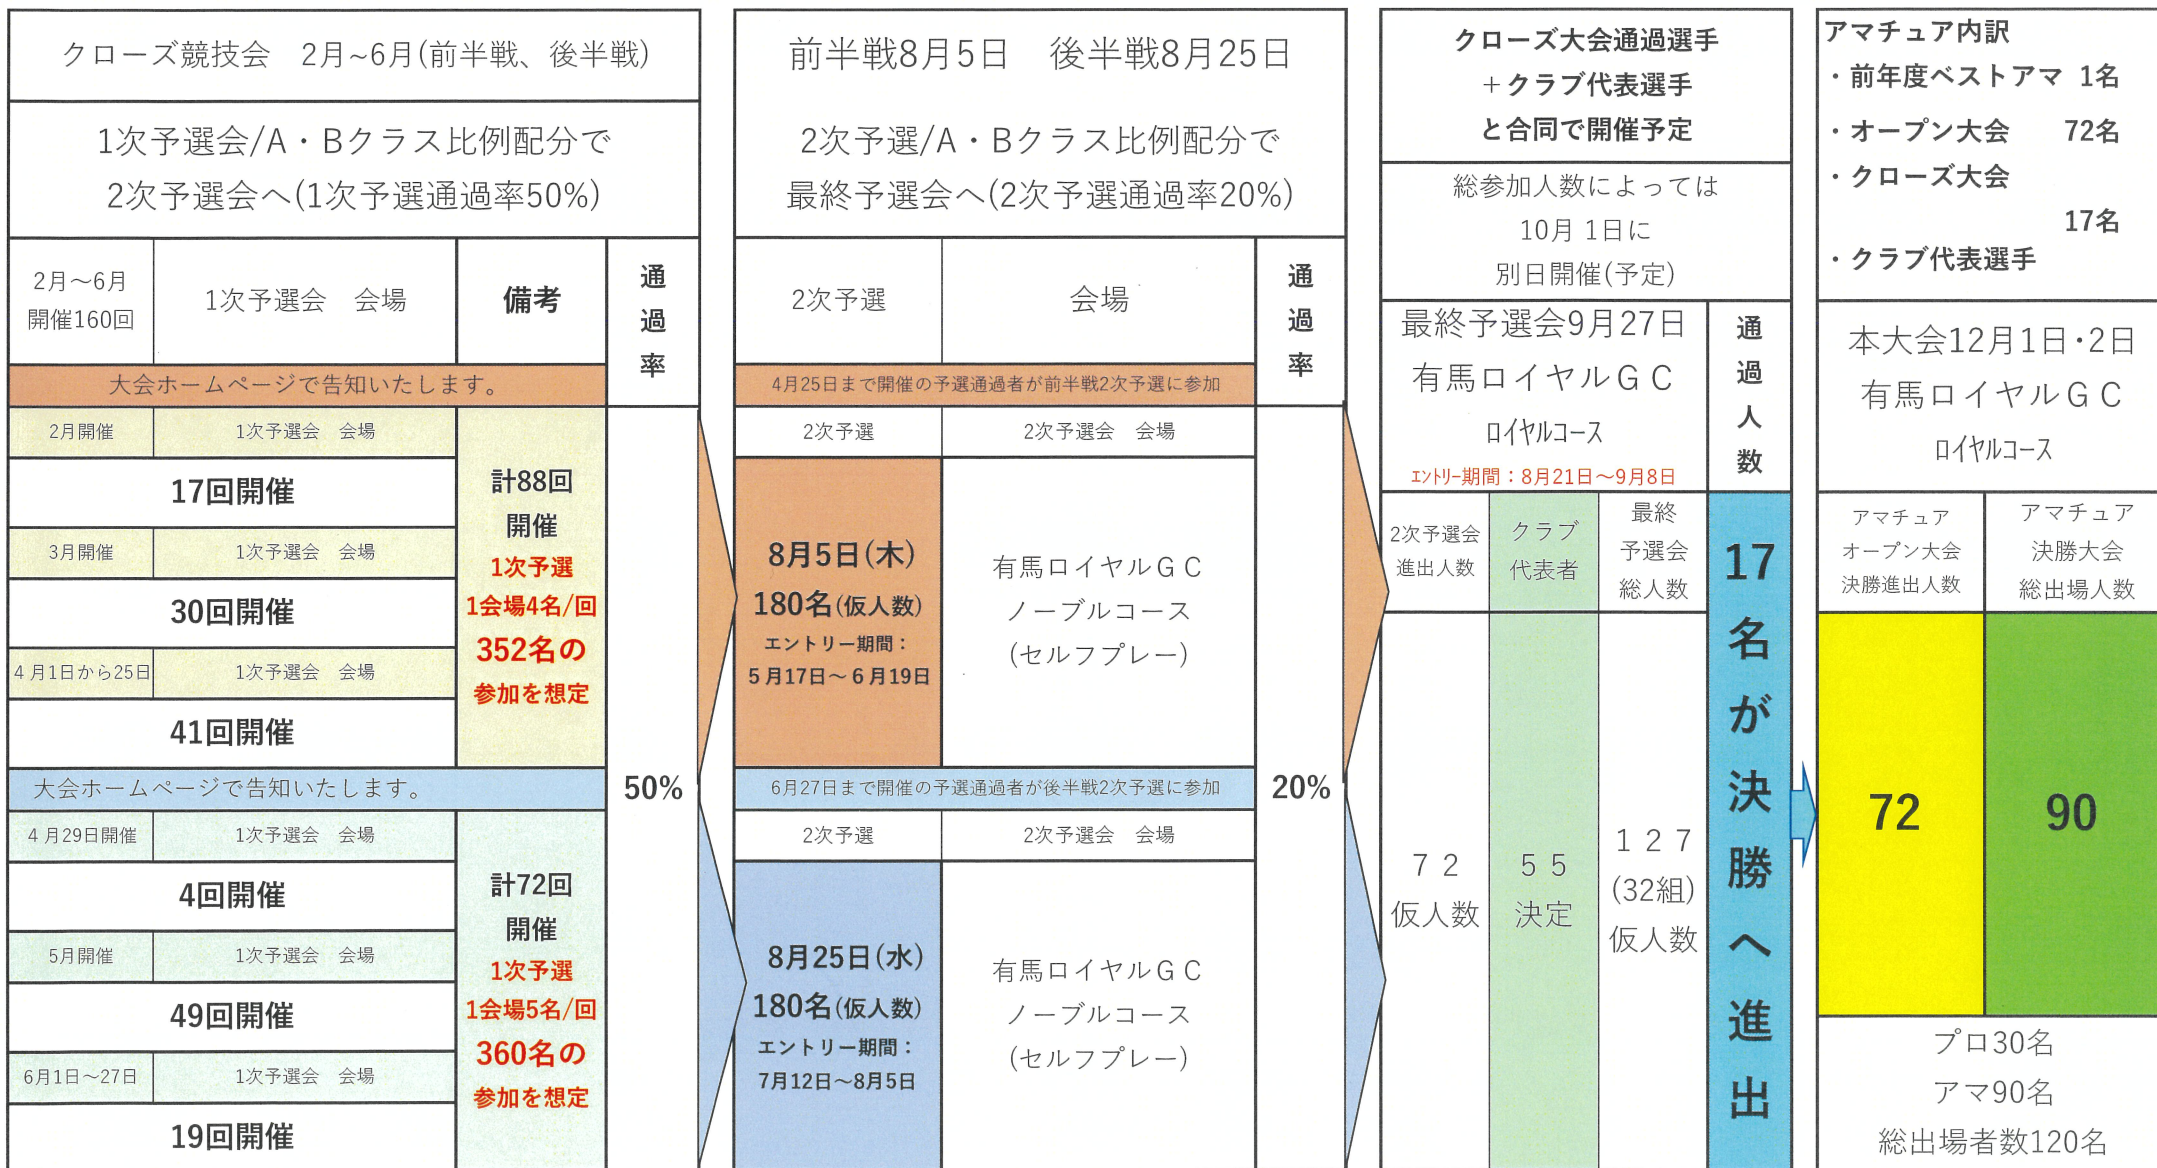 クローズ競技会　2月~6月(前半戦、後半戦)
1次予選会/A・Bクラス比例配分で
2次予選会へ(1次予選通過率50%)
2月〜6月
開催160回
1次予選会　会場
備考
通過率
大会ホームページで告知いたします。
2月開催
1次予選会　会場
17回開催
3月開催
1次予選会　会場
30回開催
4月1日から25日
1次予選会　会場
41回開催
計88回
開催
1次予選
1会場4名/回
352名の
参加を想定
大会ホームページで告知いたします。
4月29日開催
1次予選会　会場
4回開催
5月開催
1次予選会　会場
49回開催
6月1日〜27日
1次予選会　会場
19回開催
計72回
開催
1次予選
1会場5名/回
360名の
参加を想定
50%
前半戦8月5日　後半戦8月25日
2次予選/A・Bクラス比例配分で
最終予選会へ(2次予選通過率20%)
2次予選
会場
通過率
4月25日まで開催の予選通過者が前半戦2次予選に参加
2次予選
2次予選会　会場
8月5日(木)
180名(仮人数)
エントリー期間：
5月17日〜6月19日
有馬ロイヤルGC
ノーブルコース
(セルフプレー)
6月27日まで開催の予選通過者が後半戦2次予選に参加
2次予選
2次予選会　会場
8月25日(水)
180名(仮人数)
エントリー期間：
7月12日〜8月5日
有馬ロイヤルGC
ノーブルコース
(セルフプレー)
20%
クローズ大会通過選手
＋クラブ代表選手
と合同で開催予定
総参加人数によっては
10月 1日に
別日開催(予定)
最終予選会9月27日
有馬ロイヤルGC
ロイヤルコース
エントリー期間：8月21日〜9月8日
通過人数
2次予選会
進出人数
クラブ
代表者
最終
予選会
総人数
72
仮人数
55
決定
127
(32組)
仮人数
17名が決勝へ進出
アマチュア内訳
・前年度ベストアマ 1名
・オープン大会　72名
・クローズ大会
17名
・クラブ代表選手
本大会12月1日･2日
有馬ロイヤルGC
ロイヤルコース
アマチュア
オープン大会
決勝進出人数
アマチュア
決勝大会
総出場人数
72
90
プロ30名
アマ90名
総出場者数120名